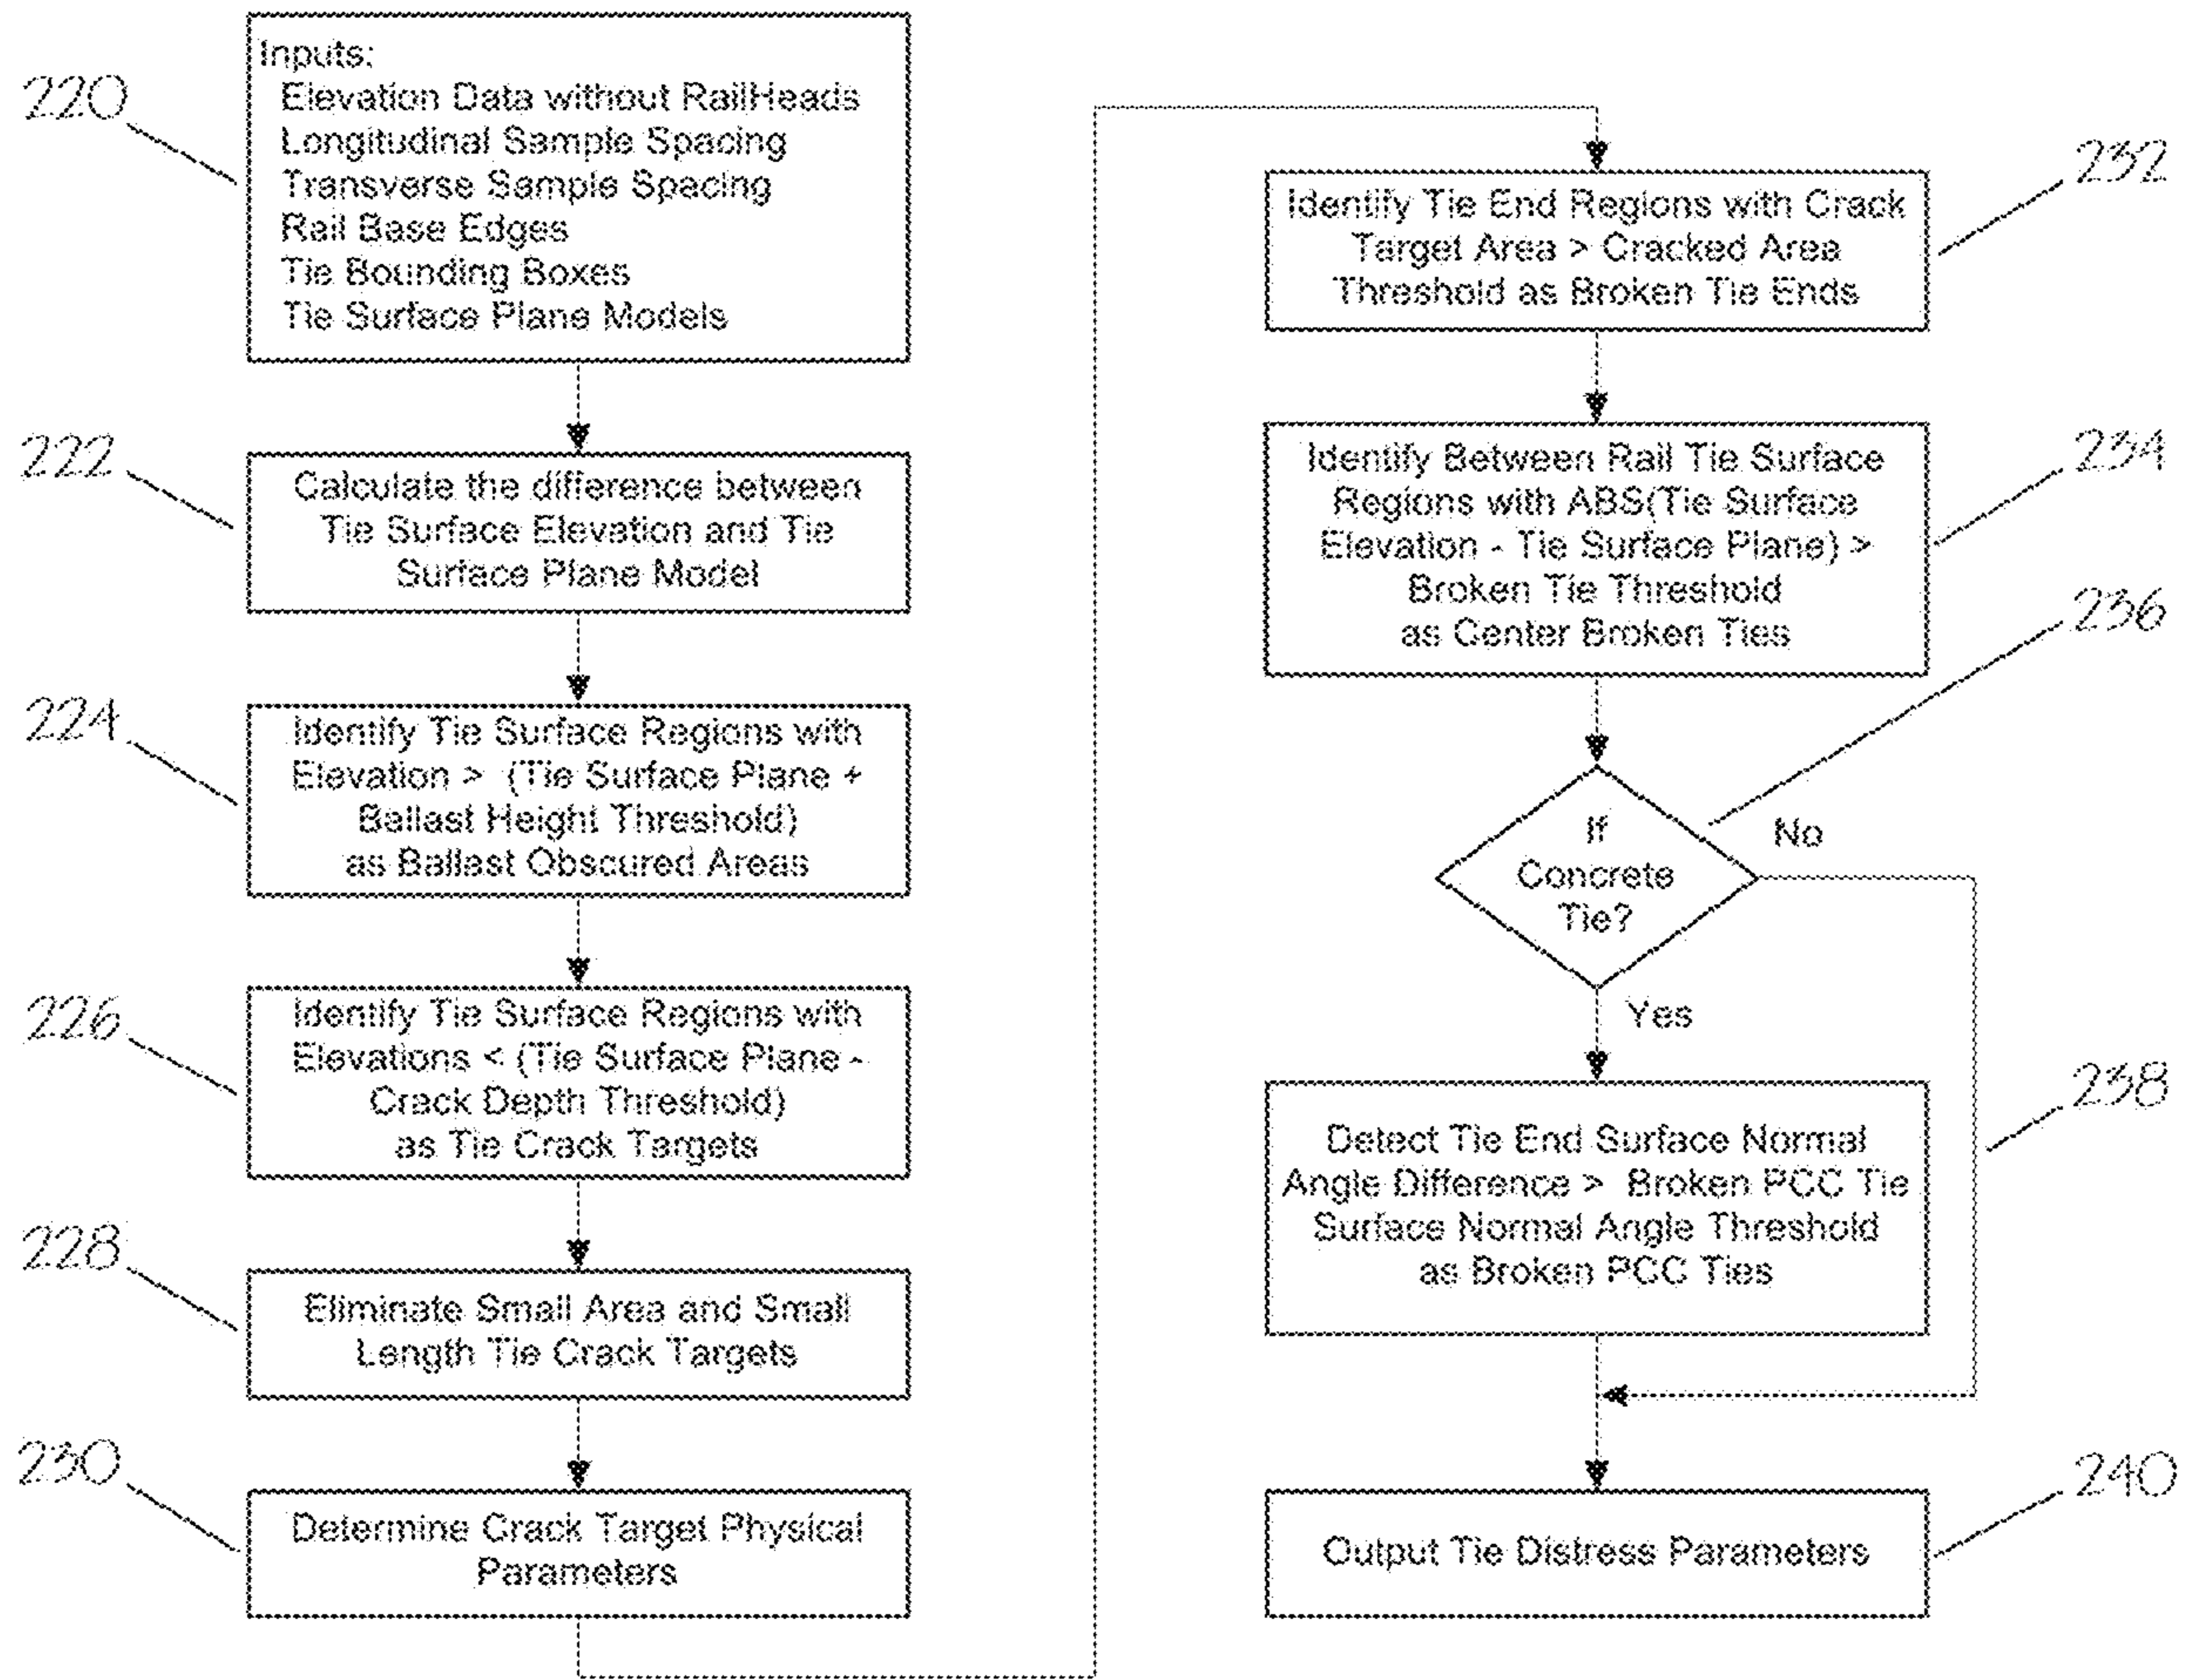 220
Inputs:
Elevation Data without RailHeads
Longitudinal Sample Spacing
Transverse Sample Spacing
Rail Base Edges
Tie Bounding Boxes
Tie Surface Plane Models
222
Calculate the difference between
Tie Surface Elevation and Tie
Surface Plane Model
224
Identify Tie Surface Regions with
Elevation > (Tie Surface Plane +
Ballast Height Threshold)
as Ballast Obscured Areas
226
Identify Tie Surface Regions with
Elevations < (Tie Surface Plane -
Crack Depth Threshold)
as Tie Crack Targets
228
Eliminate Small Area and Small
Length Tie Crack Targets
230
Determine Crack Target Physical
Parameters
232
Identify Tie End Regions with Crack
Target Area > Cracked Area
Threshold as Broken Tie Ends
234
Identify Between Rail Tie Surface
Regions with ABS(Tie Surface
Elevation - Tie Surface Plane) >
Broken Tie Threshold
as Center Broken Ties
236
If
Concrete
Tie?
No
Yes
238
Detect Tie End Surface Normal
Angle Difference > Broken PCC Tie
Surface Normal Angle Threshold
as Broken PCC Ties
240
Output Tie Distress Parameters